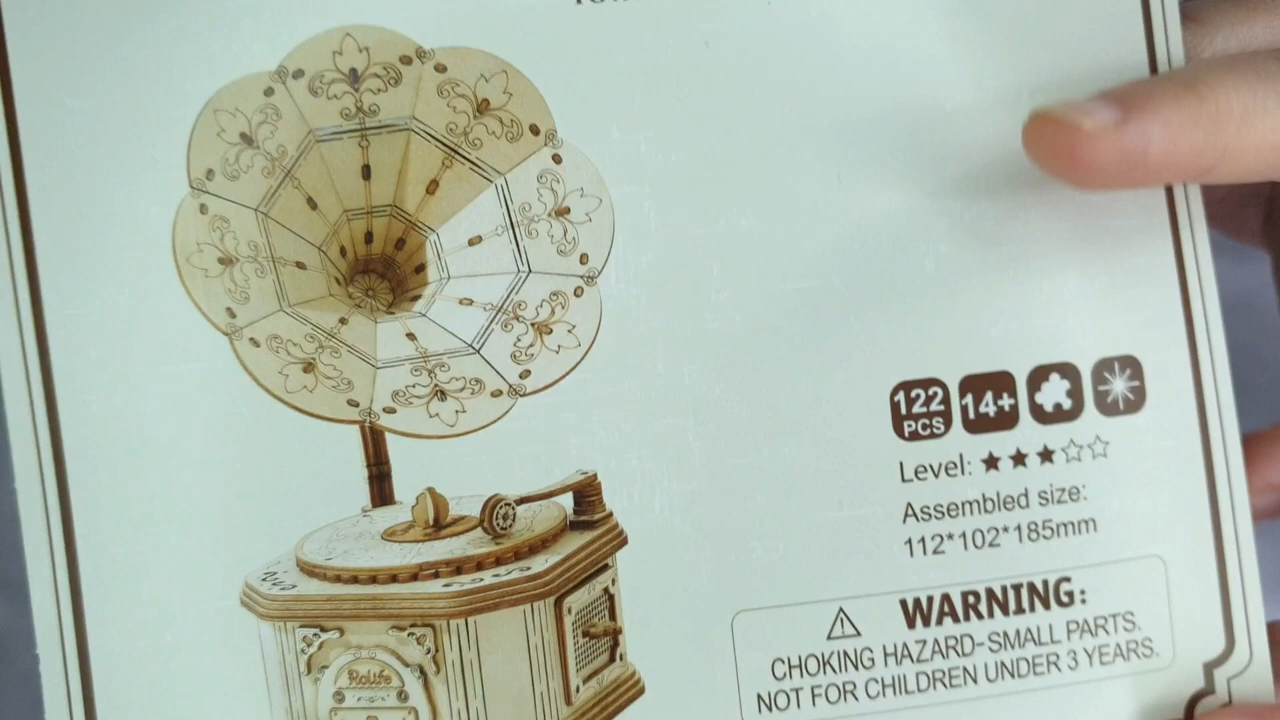 122
PCS
14+
Level:
Assembled size:
112*102*185mm
WARNING:
CHOKING HAZARD-SMALL PARTS.
NOT FOR CHILDREN UNDER 3 YEARS.
Rolife